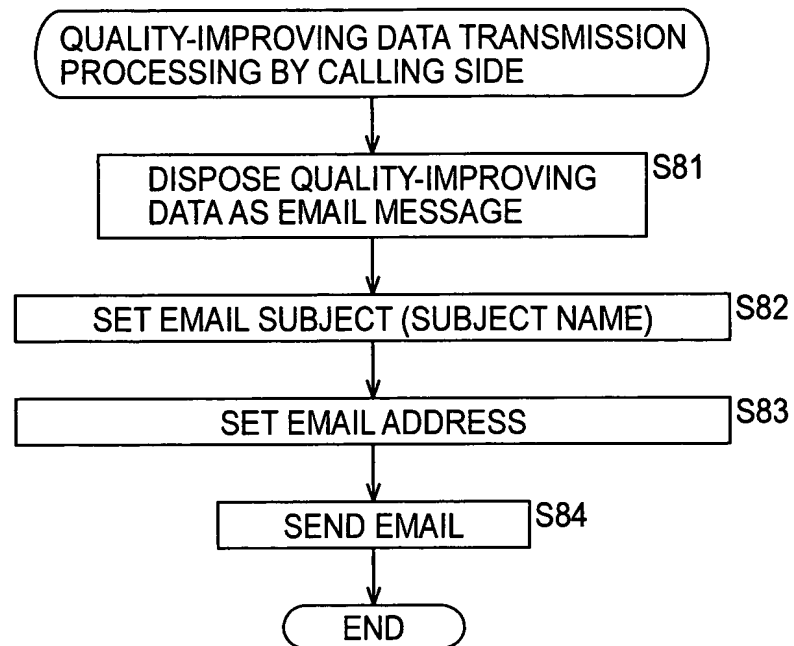 QUALITY-IMPROVING DATA TRANSMISSION
PROCESSING BY CALLING SIDE
DISPOSE QUALITY-IMPROVING
DATA AS EMAIL MESSAGE
S81
SET EMAIL SUBJECT (SUBJECT NAME)
S82
SET EMAIL ADDRESS
S83
SEND EMAIL
S84
END